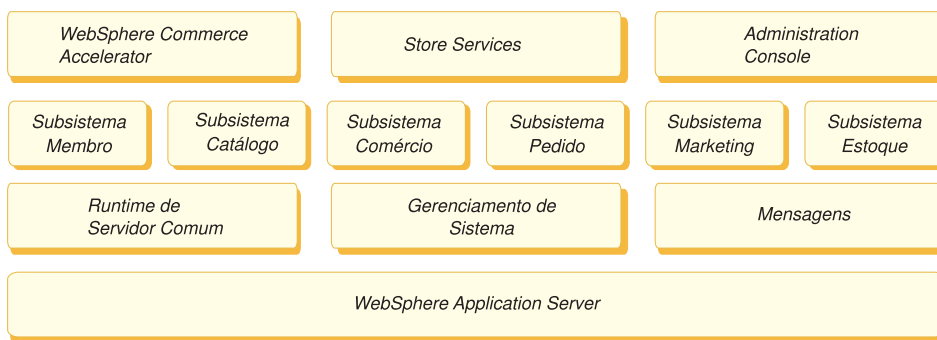 WebSphere Commerce
Accelerator
Store Services
Administration
Console
Subsistema
Membro
Subsistema
Catálogo
Subsistema
Comércio
Subsistema
Pedido
Subsistema
Marketing
Subsistema
Estoque
Runtime de
Servidor Comum
Gerenciamento de
Sistema
Mensagens
WebSphere Application Server